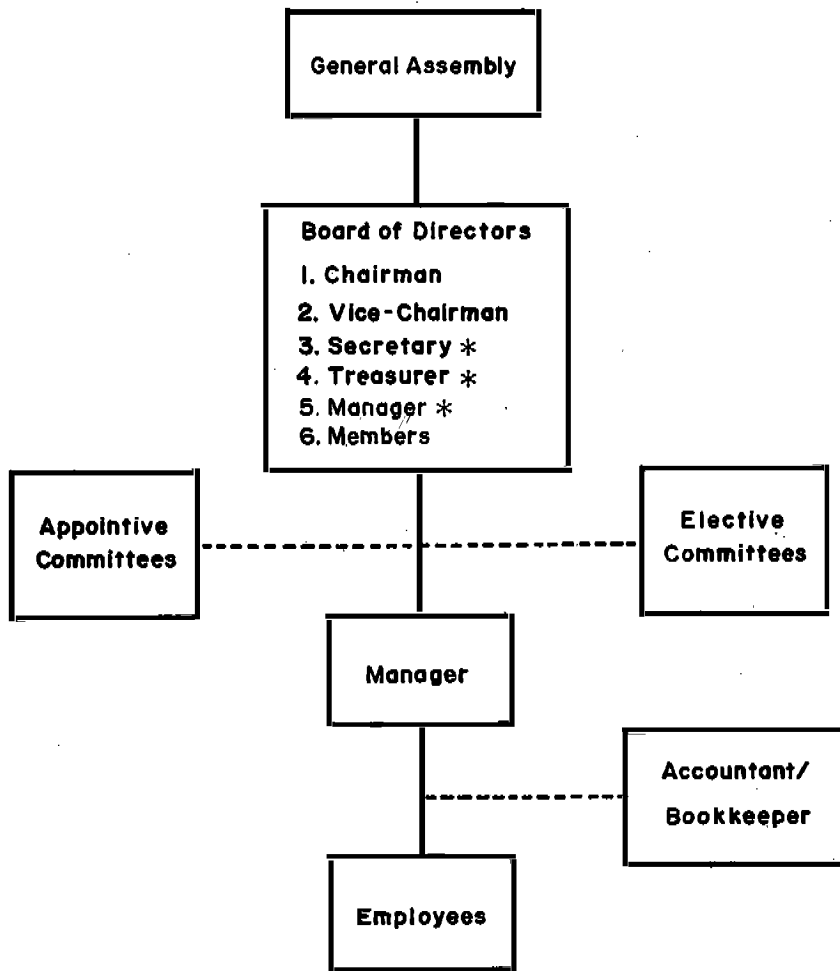 General Assembly
Board of Directors
1. Chairman
2. Vice-Chairman
3. Secretary *
4. Treasurer *
5. Manager *
6. Members
Appointive
Committees
Elective
Committees
Manager
Accountant/
Bookkeeper
Employees